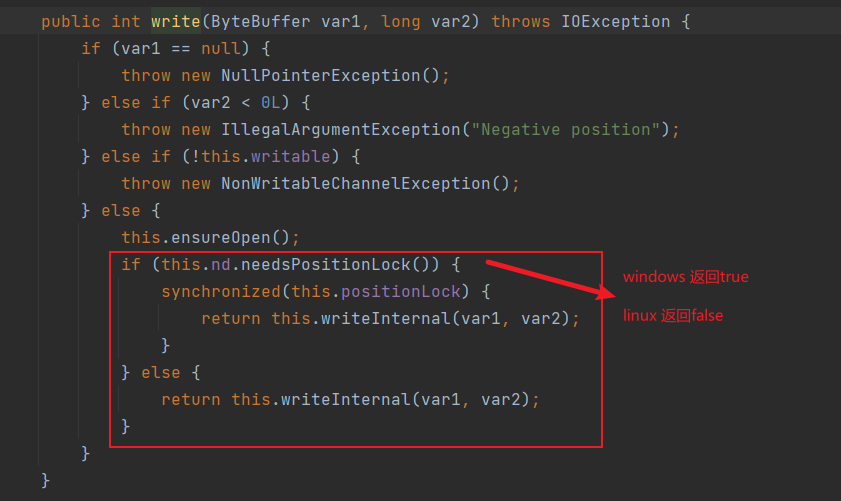 public int write(ByteBuffer var1, long var2) throws IOException {
    if (var1 == null) {
        throw new NullPointerException();
    } else if (var2 < 0L) {
        throw new IllegalArgumentException("Negative position");
    } else if (!this.writable) {
        throw new NonWritableChannelException();
    } else {
        this.ensureOpen();
        if (this.nd.needsPositionLock()) {
            synchronized(this.positionLock) {
                return this.writeInternal(var1, var2);
            }
        } else {
            return this.writeInternal(var1, var2);
        }
    }
}
windows 返回true
linux 返回false